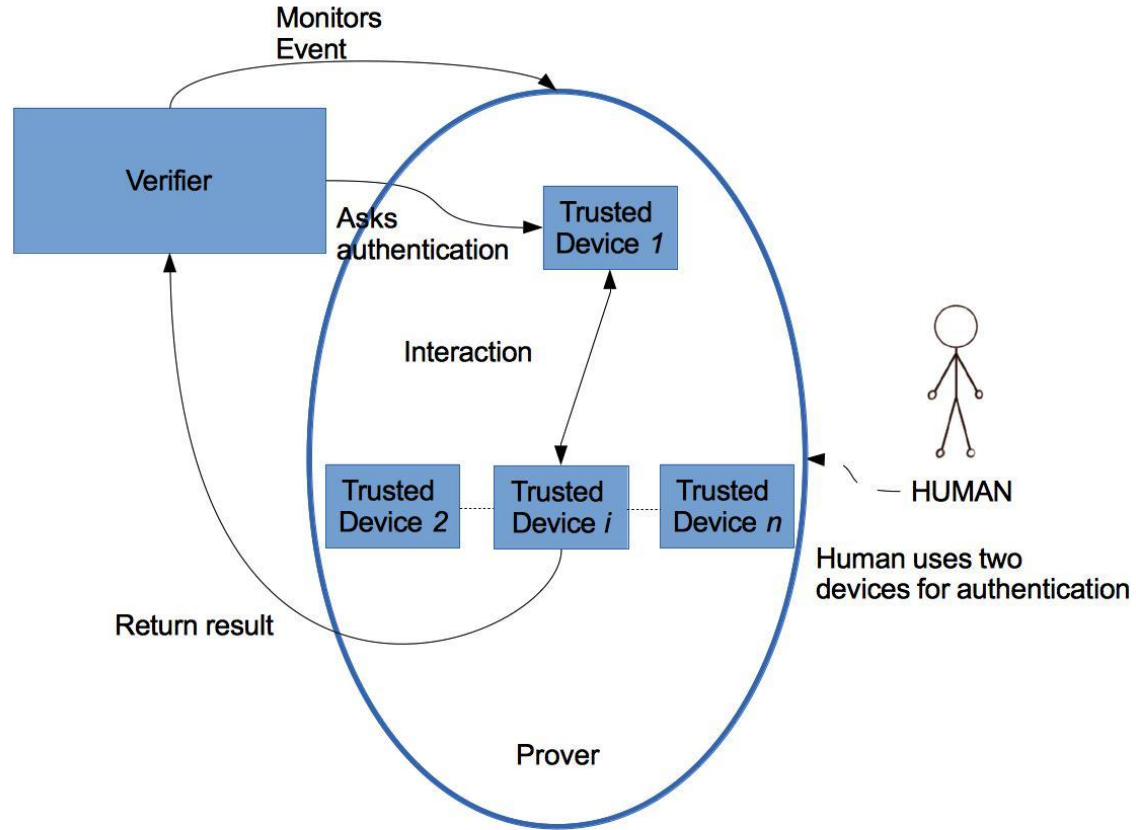 Monitors
Event
Verifier
Asks
authentication
Trusted
Device 1
Interaction
Trusted
Device 2
Trusted
Device i
Trusted
Device n
HUMAN
Human uses two
devices for authentication
Return result
Prover